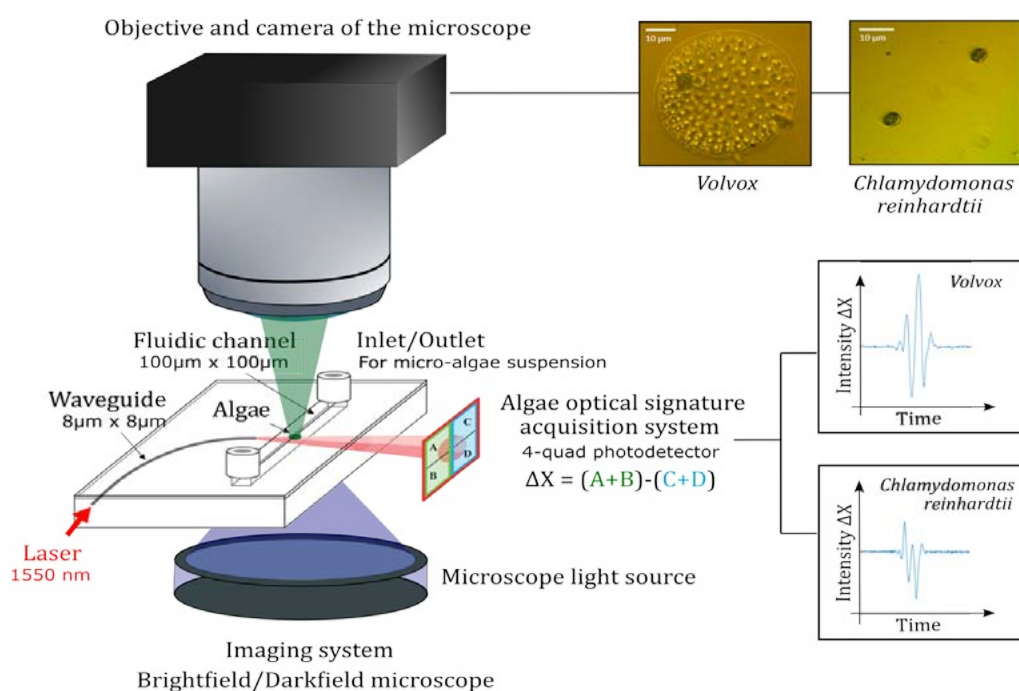 Objective and camera of the microscope
10 µm
10 µm
Volvox
Chlamydomonas
reinhardtii
Fluidic channel
100µm x 100µm
Inlet/Outlet
For micro-algae suspension
Waveguide
8µm x 8µm
Algae
A
C
B
D
Algae optical signature
acquisition system
4-quad photodetector
ΔX = (A+B)-(C+D)
Laser
1550 nm
Microscope light source
Imaging system
Brightfield/Darkfield microscope
Volvox
Intensity ΔX
Time
Chlamydomonas
reinhardtii
Intensity ΔX
Time